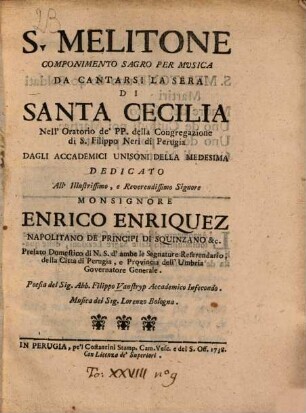 S. MELITONE
COMPONIMENTO SAGRO PER MVSICA
DA CANTARSI LA SERA
DI
SANTA CECILIA
Nell' Oratorio de' PP. della Congregazione
di S. Filippo Neri di Perugia
DAGLI ACCADEMICI UNISONI DELLA MEDESIMA
DEDICATO
All' Illustrissimo, e Reverendissimo Signore
MONSIGNORE
ENRICO ENRIQUEZ
NAPOLITANO DE' PRINCIPI DI SQUINZANO &c.
Prelato Domestico di N. S. d' ambe le Segnature Referendario,
della Città di Perugia, e Provincia dell' Umbria
Governatore Generale.
Poesia del Sig. Abb. Filippo Vanstryp Accademico Infecondo.
Musica del Sig. Lorenzo Bologna.
IN PERUGIA, pe'i Costantini Stamp. Cam. Vesc. e del S. Off. 1738.
Con Licenza de' Superiori.
To: XXVIII n.º 9